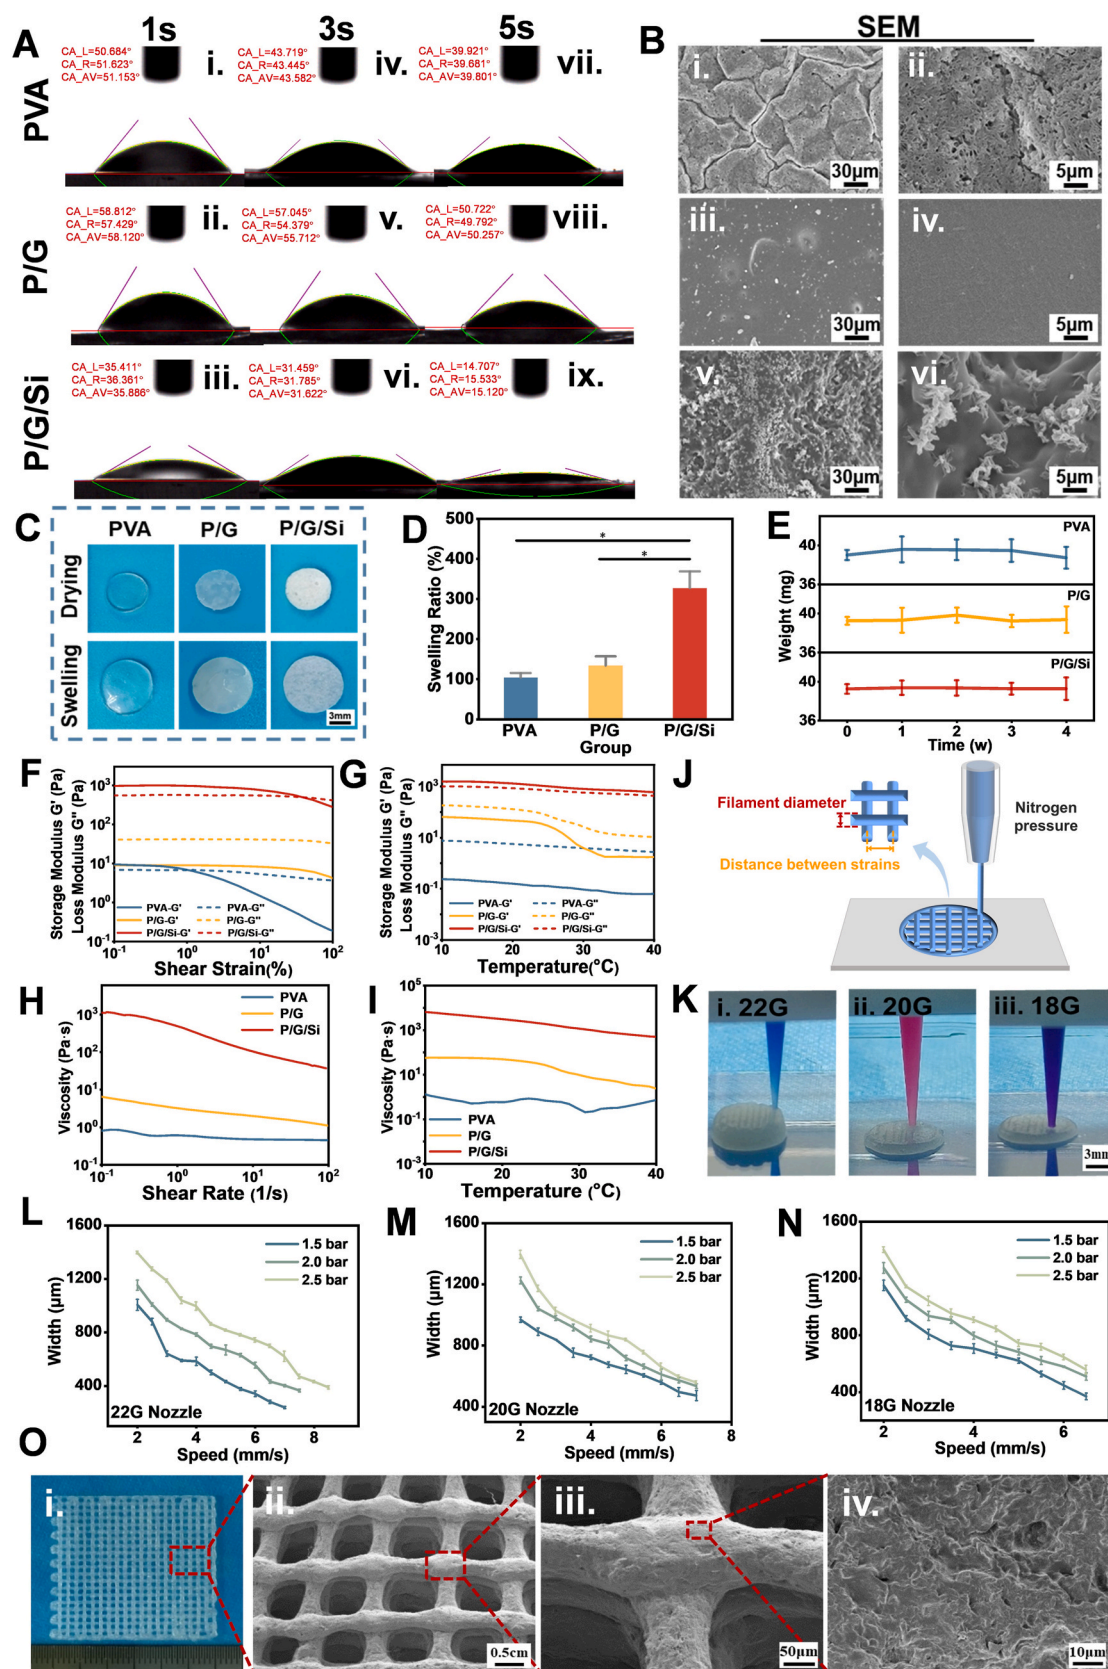 A
1s
3s
5s
PVA
CA_L=50.684°
CA_R=51.623°
CA_AV=51.153°
i.
CA_L=43.719°
CA_R=43.445°
CA_AV=43.582°
iv.
CA_L=39.921°
CA_R=39.681°
CA_AV=39.801°
vii.
P/G
CA_L=58.812°
CA_R=57.429°
CA_AV=58.120°
ii.
CA_L=57.045°
CA_R=54.379°
CA_AV=55.712°
v.
CA_L=50.722°
CA_R=49.792°
CA_AV=50.257°
viii.
P/G/Si
CA_L=35.411°
CA_R=36.361°
CA_AV=35.886°
iii.
CA_L=31.459°
CA_R=31.785°
CA_AV=31.622°
vi.
CA_L=14.707°
CA_R=15.533°
CA_AV=15.120°
ix.
B
SEM
i.
30µm
ii.
5µm
iii.
30µm
iv.
5µm
v.
30µm
vi.
5µm
C
PVA
P/G
P/G/Si
Drying
Swelling
3mm
D
Swelling Ratio (%)
500
400
300
200
100
0
*
*
PVA
P/G
P/G/Si
Group
E
Weight (mg)
PVA
40
36
P/G
40
36
P/G/Si
40
36
0 1 2 3 4
Time (w)
F
Storage Modulus G' (Pa)
Loss Modulus G" (Pa)
10³
10²
10¹
10⁰
10⁻¹
PVA-G'
PVA-G"
P/G-G'
P/G-G"
P/G/Si-G'
P/G/Si-G"
10⁻¹ 10⁰ 10¹ 10²
Shear Strain(%)
G
Storage Modulus G' (Pa)
Loss Modulus G" (Pa)
10³
10¹
10⁻¹
10⁻³
PVA-G'
PVA-G"
P/G-G'
P/G-G"
P/G/Si-G'
P/G/Si-G"
10 20 30 40
Temperature(°C)
J
Filament diameter
Distance between strains
Nitrogen
pressure
H
Viscosity (Pa·s)
10³
10²
10¹
10⁰
10⁻¹
PVA
P/G
P/G/Si
10⁻¹ 10⁰ 10¹ 10²
Shear Rate (1/s)
I
Viscosity (Pa·s)
10⁵
10³
10¹
10⁻¹
10⁻³
PVA
P/G
P/G/Si
10 20 30 40
Temperature (°C)
K
i. 22G
ii. 20G
iii. 18G
3mm
L
Width (µm)
1600
1200
800
400
1.5 bar
2.0 bar
2.5 bar
22G Nozzle
2 4 6 8
Speed (mm/s)
M
Width (µm)
1600
1200
800
400
1.5 bar
2.0 bar
2.5 bar
20G Nozzle
2 4 6 8
Speed (mm/s)
N
Width (µm)
1600
1200
800
400
1.5 bar
2.0 bar
2.5 bar
18G Nozzle
2 4 6
Speed (mm/s)
O
i.
ii.
0.5cm
iii.
50µm
iv.
10µm